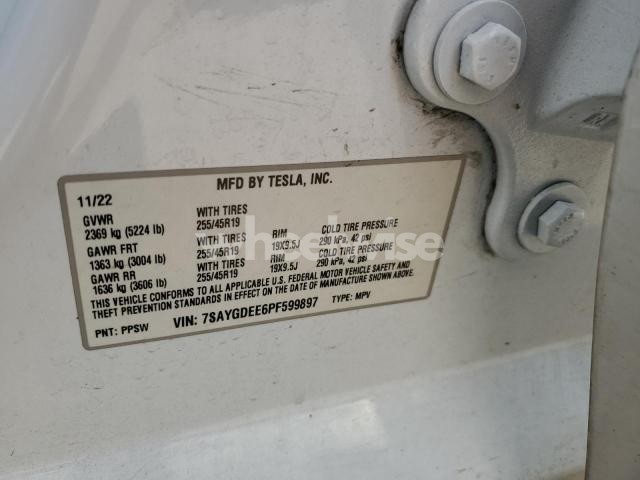 MFD BY TESLA, INC.
11/22
GVWR WITH TIRES
2369 kg (5224 lb) 255/45R19 RIM COLD TIRE PRESSURE
GAWR FRT WITH TIRES 19X9.5J 290 kPa, 42 psi
1363 kg (3004 lb) 255/45R19 RIM COLD TIRE PRESSURE
GAWR RR WITH TIRES 19X9.5J 290 kPa, 42 psi
1636 kg (3606 lb) 255/45R19
THIS VEHICLE CONFORMS TO ALL APPLICABLE U.S. FEDERAL MOTOR VEHICLE SAFETY AND
THEFT PREVENTION STANDARDS IN EFFECT ON THE DATE OF MANUFACTURE SHOWN ABOVE.
PNT: PPSW VIN: 7SAYGDEE6PF599897 TYPE: MPV